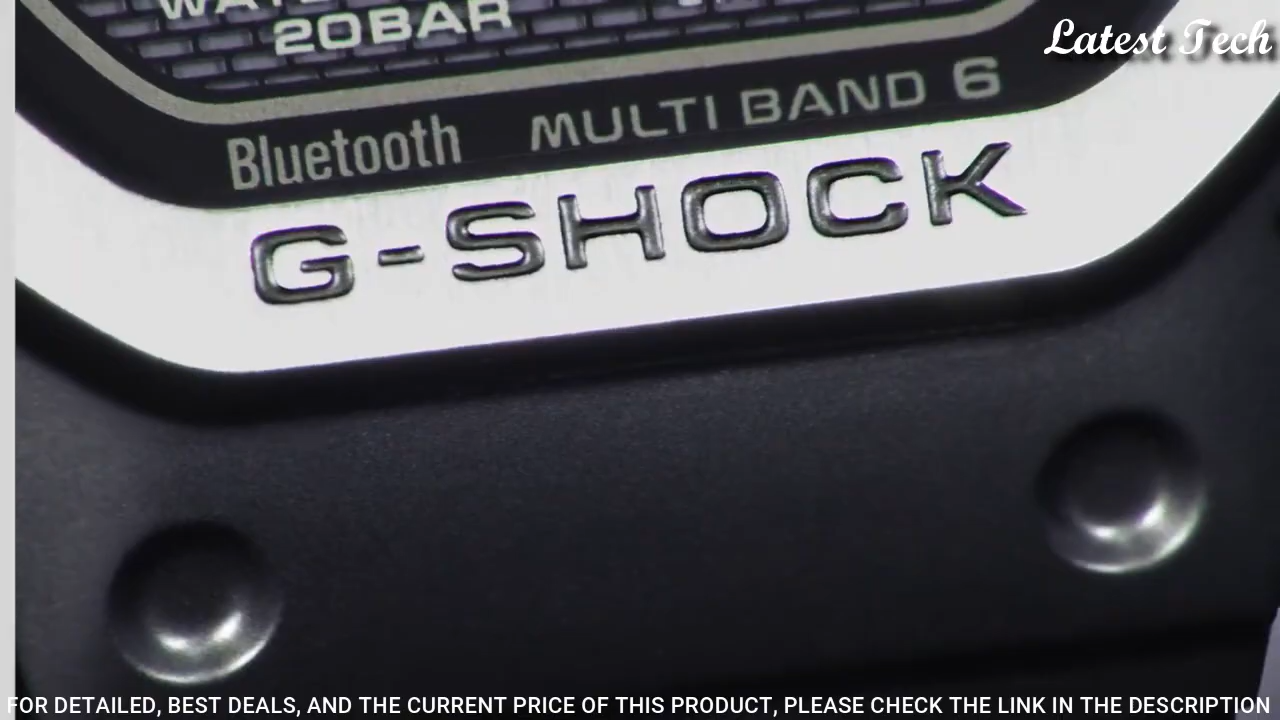 20BAR
Latest Tech
Bluetooth MULTI BAND 6
G-SHOCK
FOR DETAILED, BEST DEALS, AND THE CURRENT PRICE OF THIS PRODUCT, PLEASE CHECK THE LINK IN THE DESCRIPTION